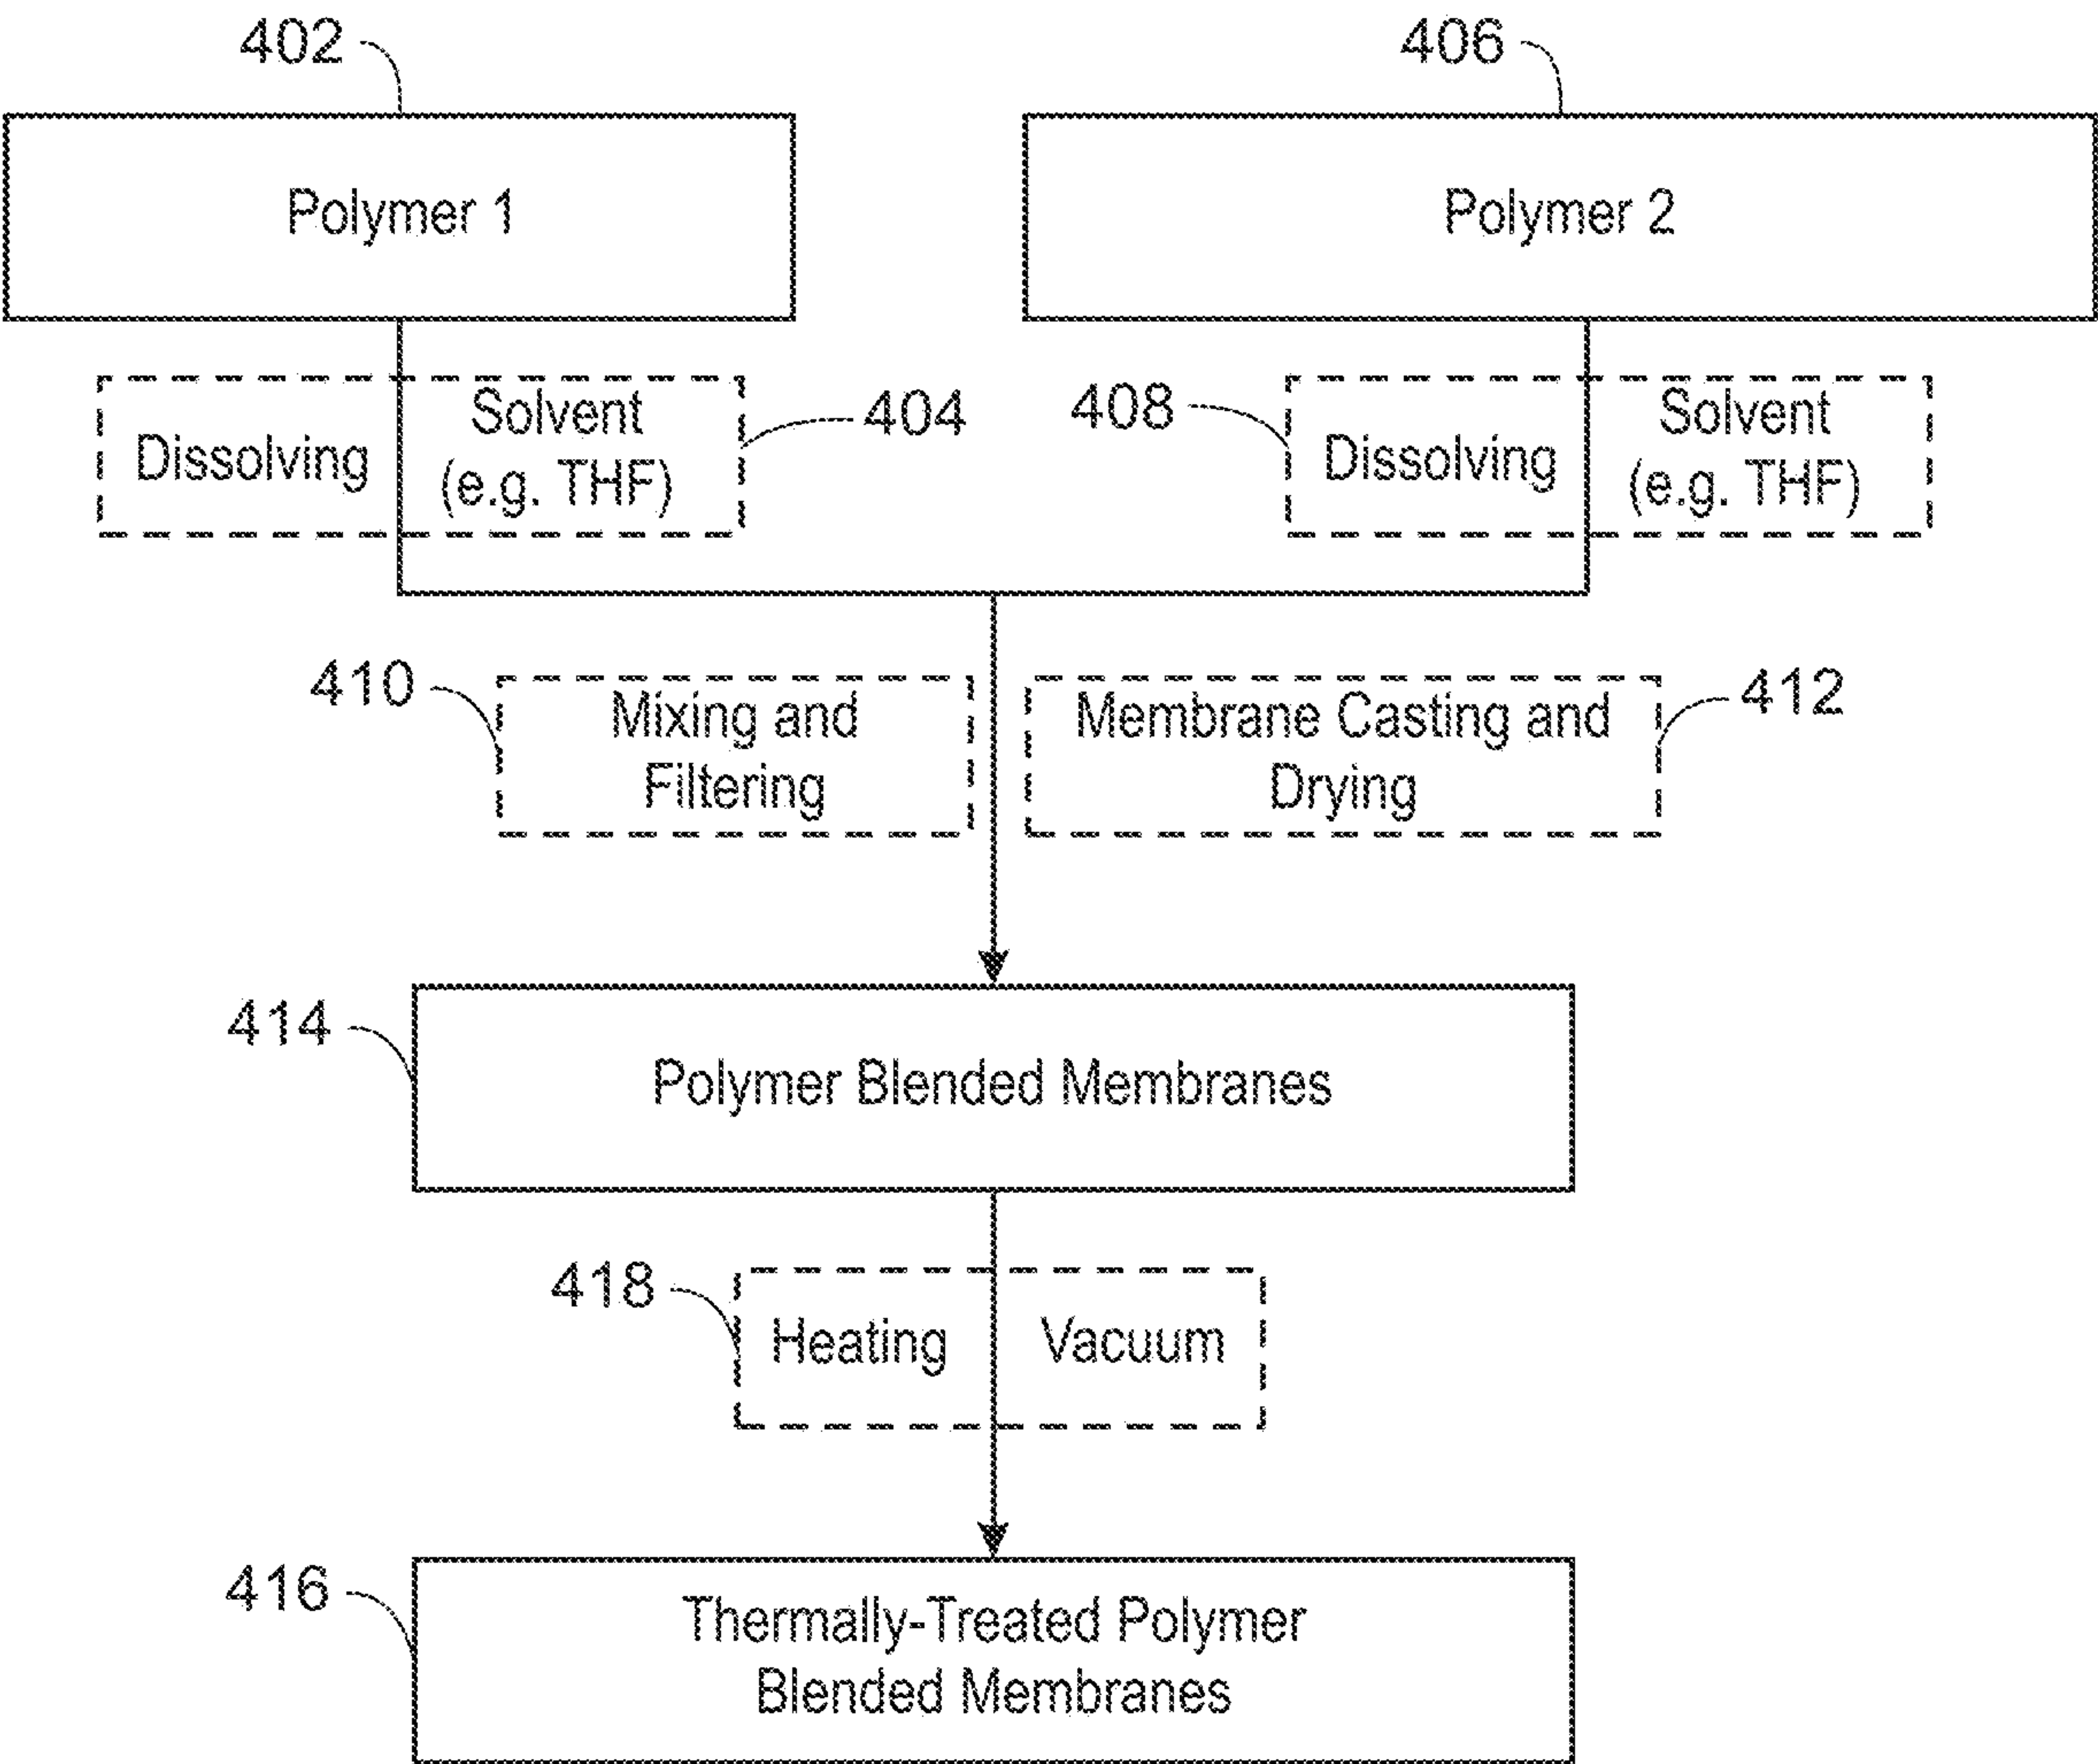 402
406
Polymer 1
Polymer 2
Dissolving
Solvent
(e.g. THF)
404
408
Dissolving
Solvent
(e.g. THF)
410
Mixing and
Filtering
Membrane Casting and
Drying
412
414
Polymer Blended Membranes
418
Heating
Vacuum
416
Thermally-Treated Polymer
Blended Membranes